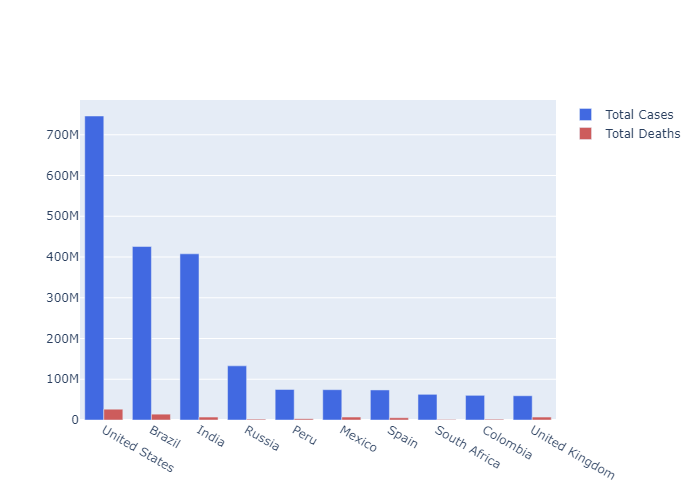 Total Cases
Total Deaths
700M
600M
500M
400M
300M
200M
100M
0
United States
Brazil
India
Russia
Peru
Mexico
Spain
South Africa
Colombia
United Kingdom